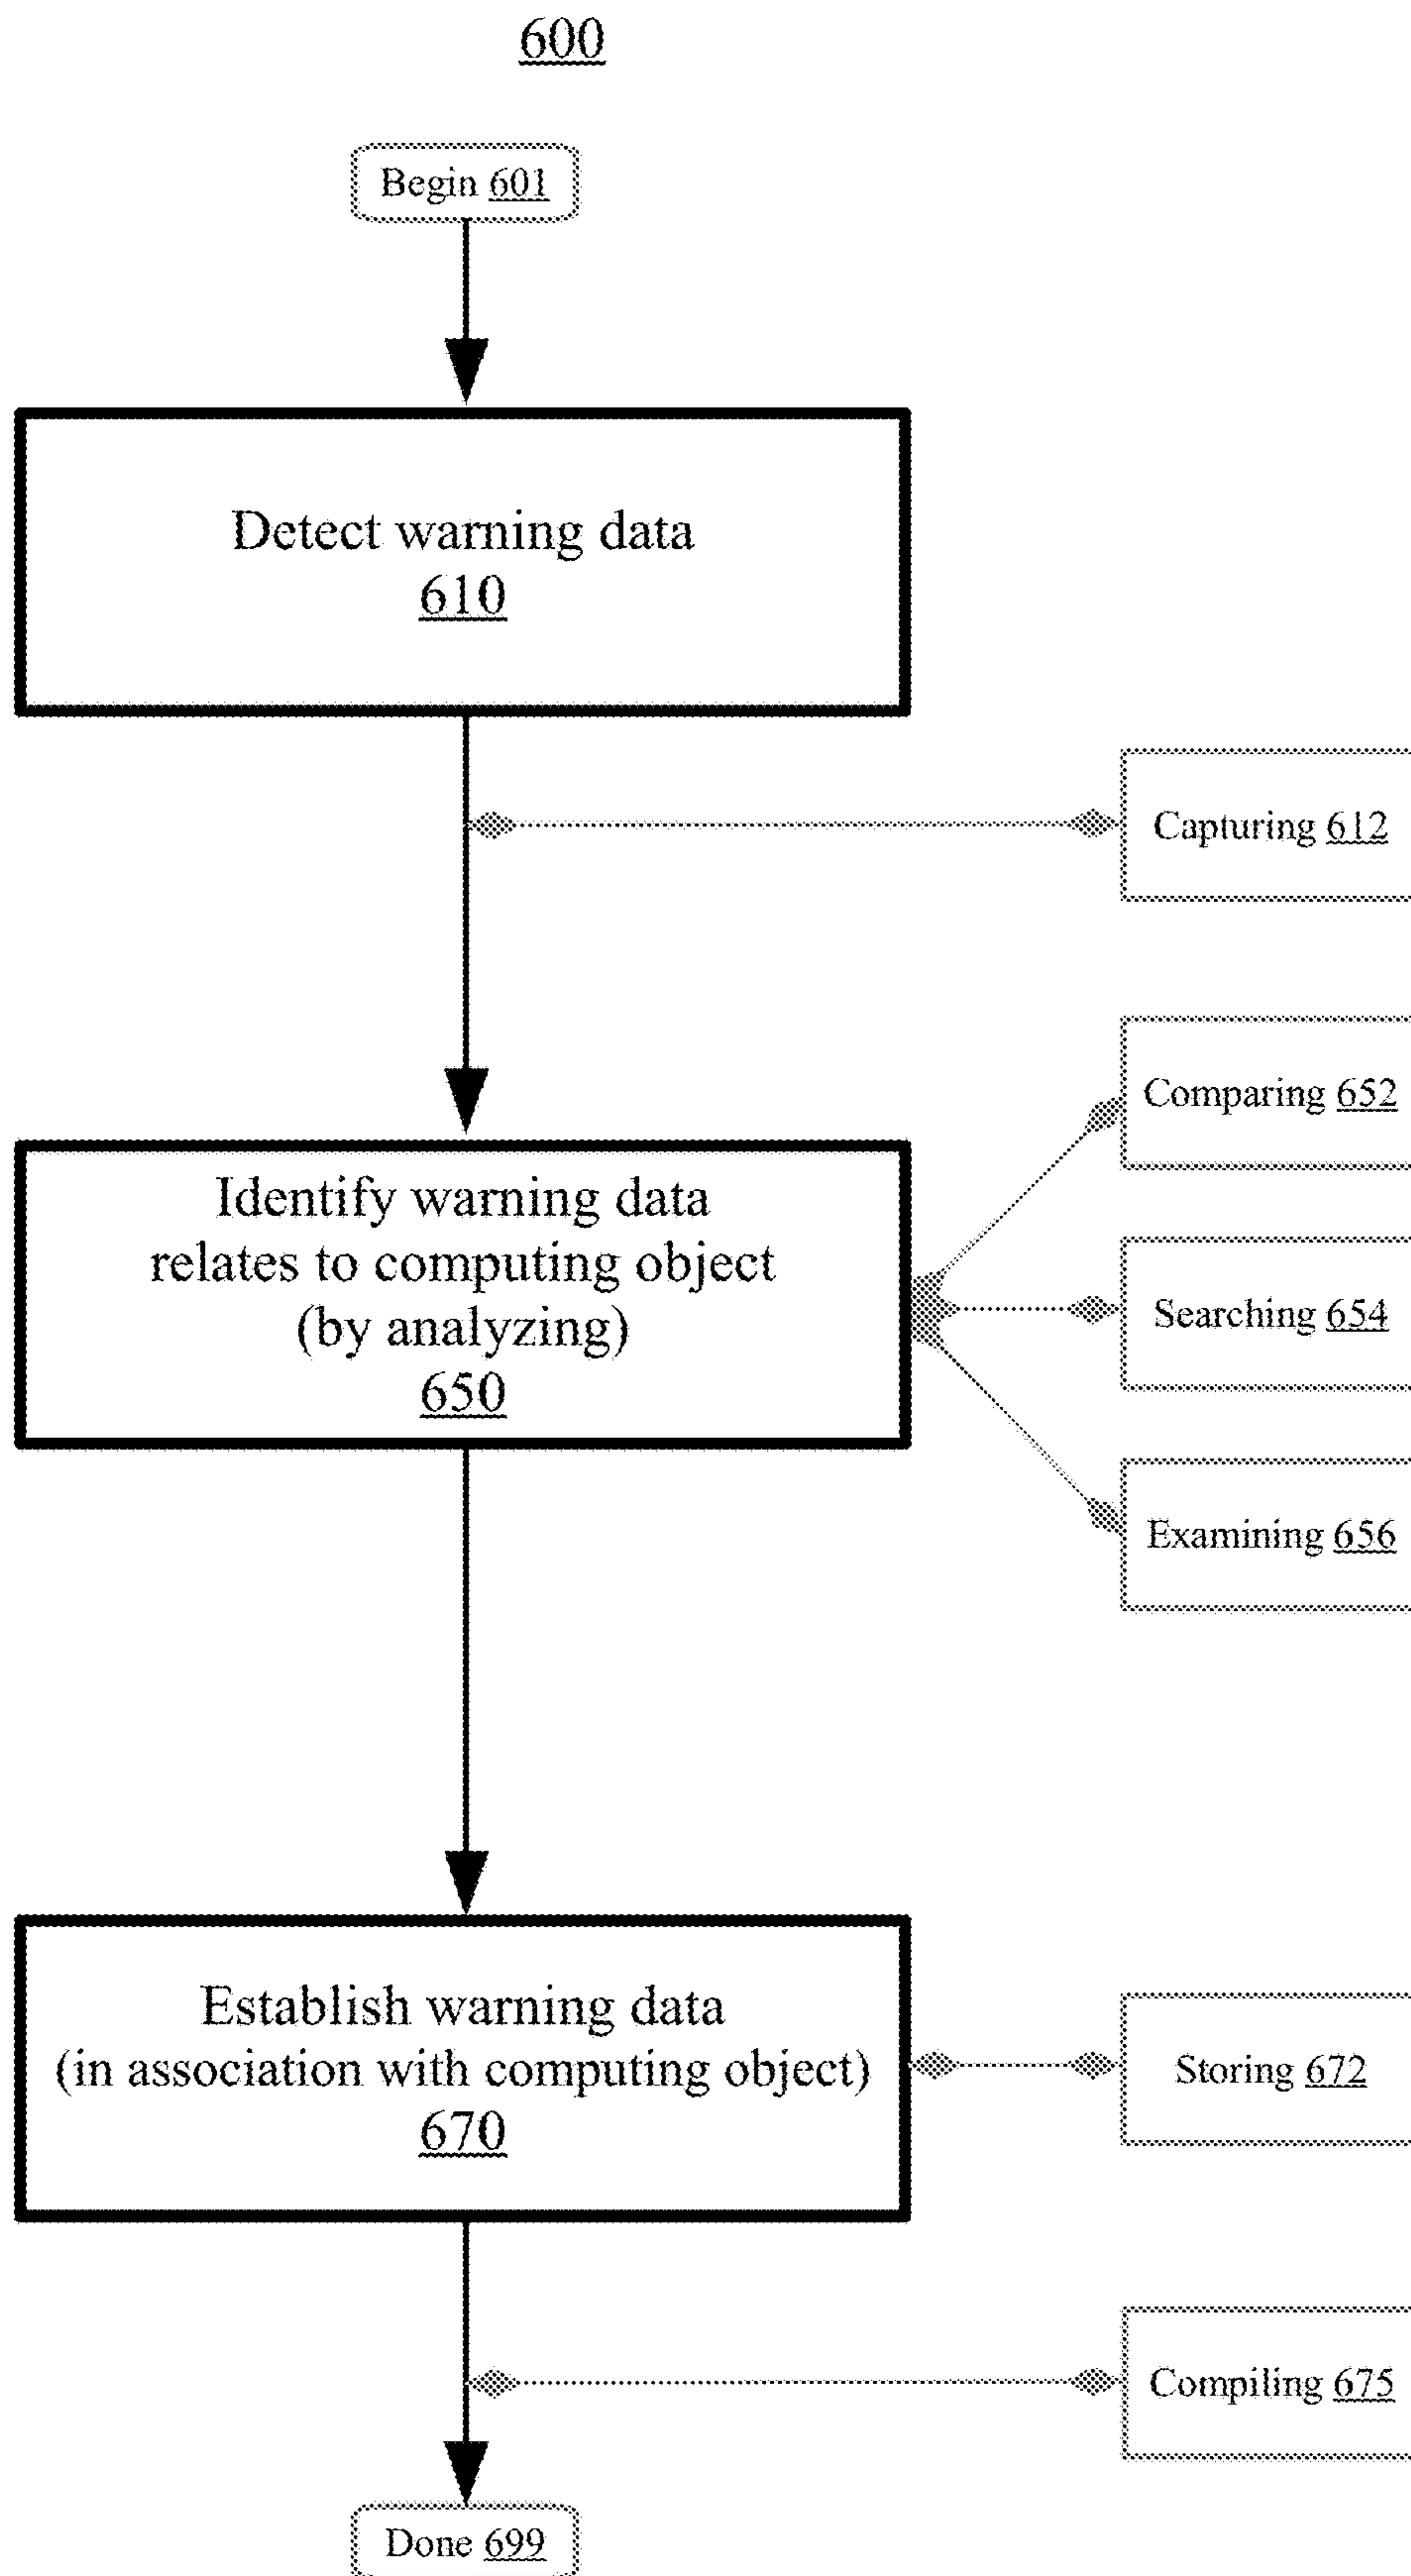 600
Begin 601
Detect warning data
610
Capturing 612
Comparing 652
Identify warning data
relates to computing object
(by analyzing)
650
Searching 654
Examining 656
Establish warning data
(in association with computing object)
670
Storing 672
Compiling 675
Done 699